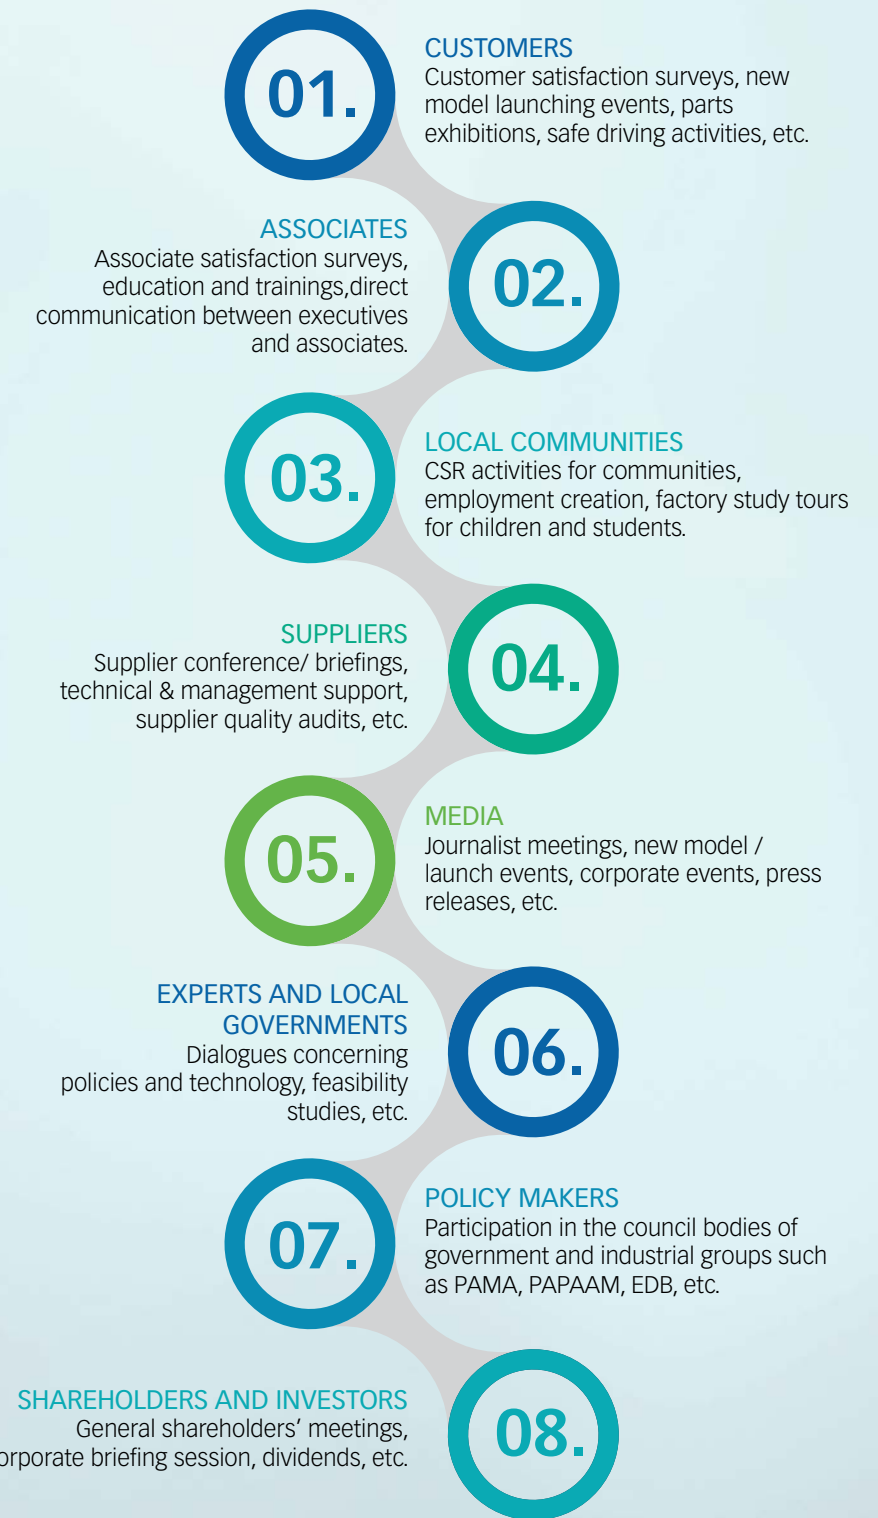 01.
CUSTOMERS
Customer satisfaction surveys, new
model launching events, parts
exhibitions, safe driving activities, etc.
ASSOCIATES
Associate satisfaction surveys,
education and trainings,direct
communication between executives
and associates.
02.
03.
LOCAL COMMUNITIES
CSR activities for communities,
employment creation, factory study tours
for children and students.
SUPPLIERS
Supplier conference/ briefings,
technical & management support,
supplier quality audits, etc.
04.
05.
MEDIA
Journalist meetings, new model /
launch events, corporate events, press
releases, etc.
EXPERTS AND LOCAL
GOVERNMENTS
Dialogues concerning
policies and technology, feasibility
studies, etc.
06.
07.
POLICY MAKERS
Participation in the council bodies of
government and industrial groups such
as PAMA, PAPAAM, EDB, etc.
SHAREHOLDERS AND INVESTORS
General shareholders’ meetings,
orporate briefing session, dividends, etc.
08.